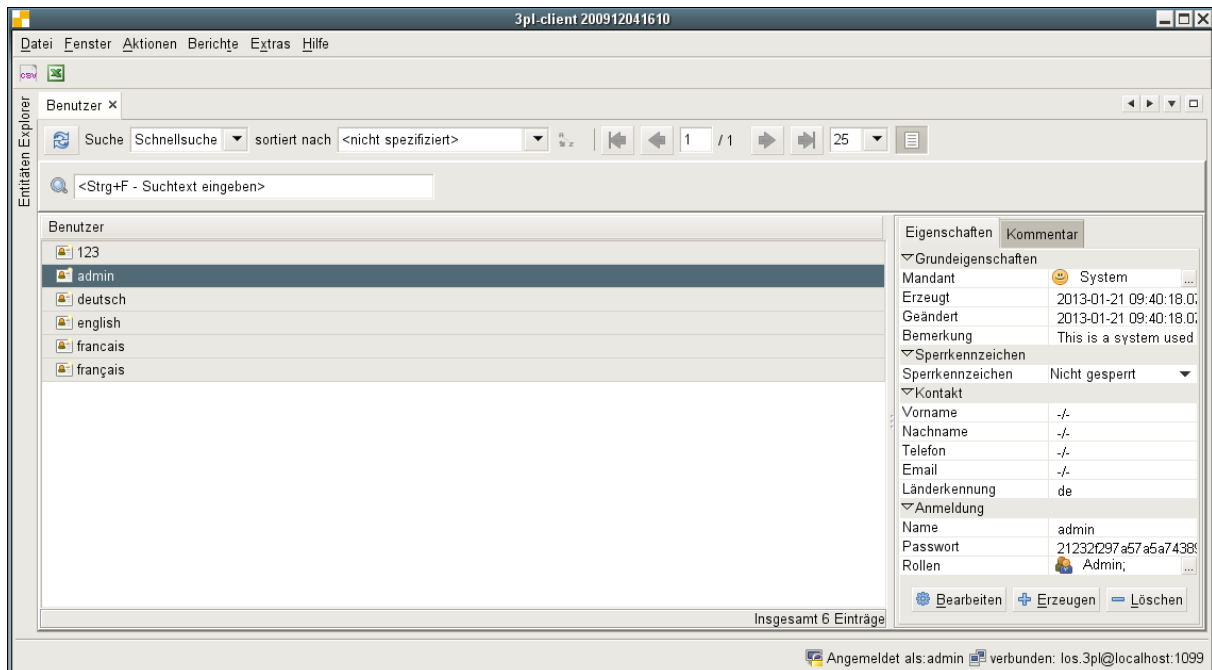 3pl-client 200912041610
Datei Fenster Aktionen Berichte Extras Hilfe
csv
Entitäten Explorer
Benutzer
Suche Schnellsuche sortiert nach <nicht spezifiziert> 1 / 1 25
<Strg+F - Suchtext eingeben>
Benutzer
123
admin
deutsch
english
francais
français
Insgesamt 6 Einträge
Eigenschaften Kommentar
Grundeigenschaften
Mandant System ...
Erzeugt 2013-01-21 09:40:18.0
Geändert 2013-01-21 09:40:18.0
Bemerkung This is a system used
Sperrkennzeichen
Sperrkennzeichen Nicht gesperrt
Kontakt
Vorname -/-
Nachname -/-
Telefon -/-
Email -/-
Länderkennung de
Anmeldung
Name admin
Passwort 21232f297a57a5a74389
Rollen Admin; ...
Bearbeiten Erzeugen Löschen
Angemeldet als:admin verbunden: los.3pl@localhost:1099